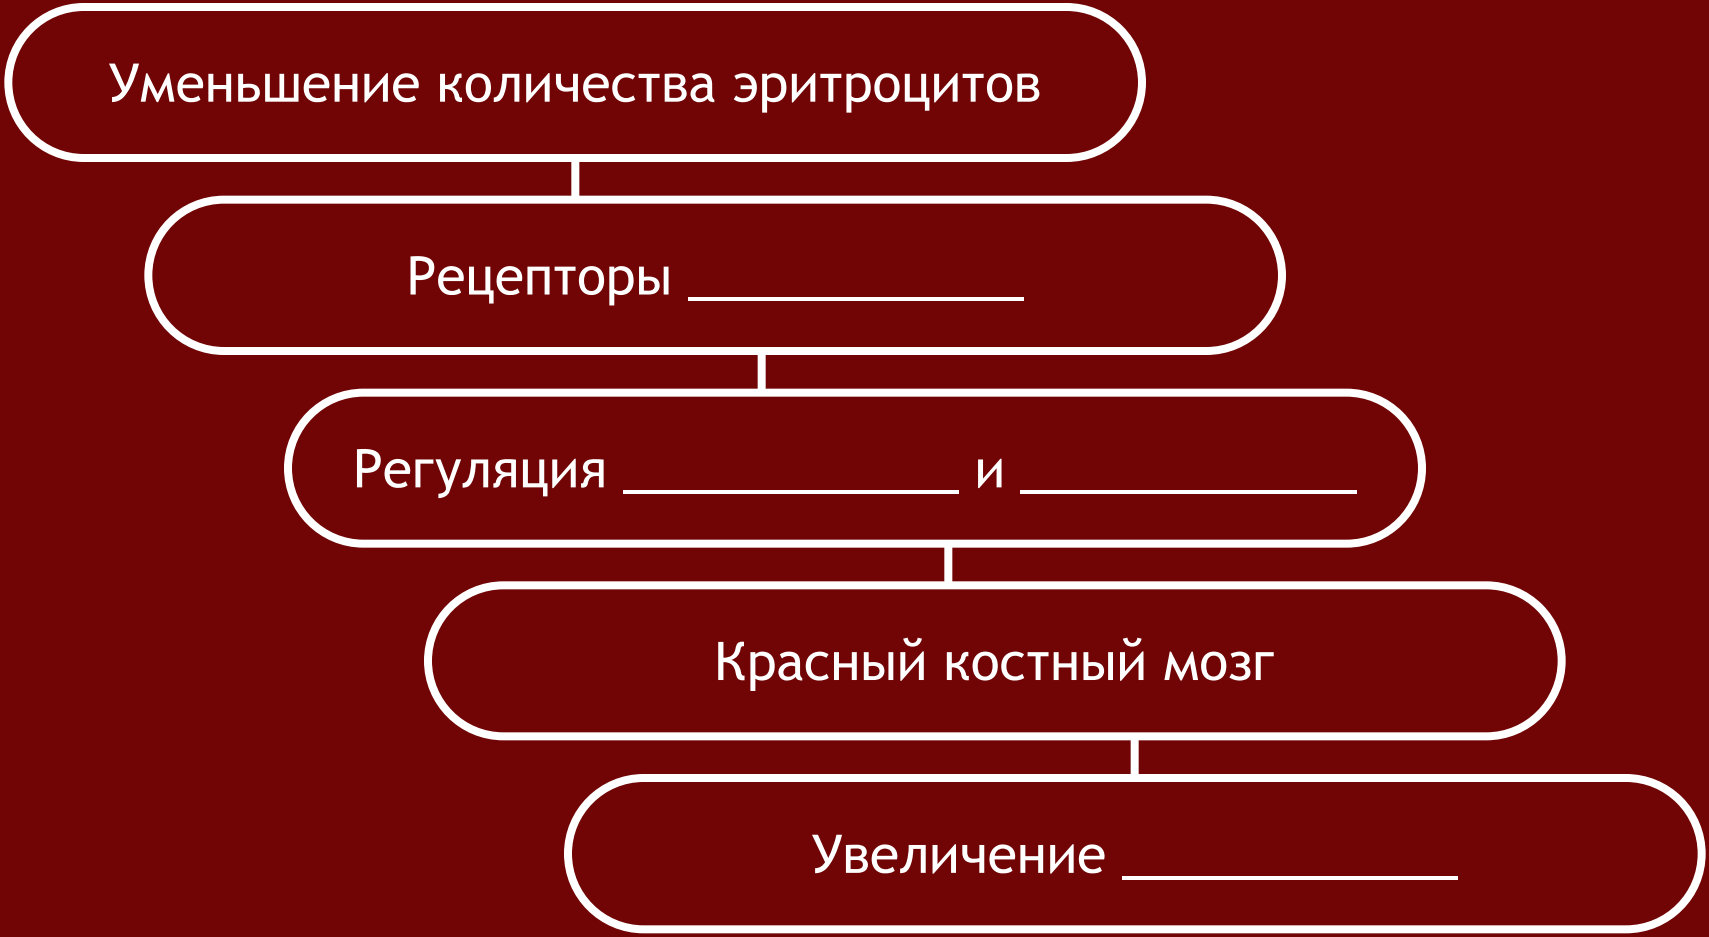 Уменьшение количества эритроцитов
Рецепторы ____________
Регуляция ____________ и ____________
Красный костный мозг
Увеличение ____________